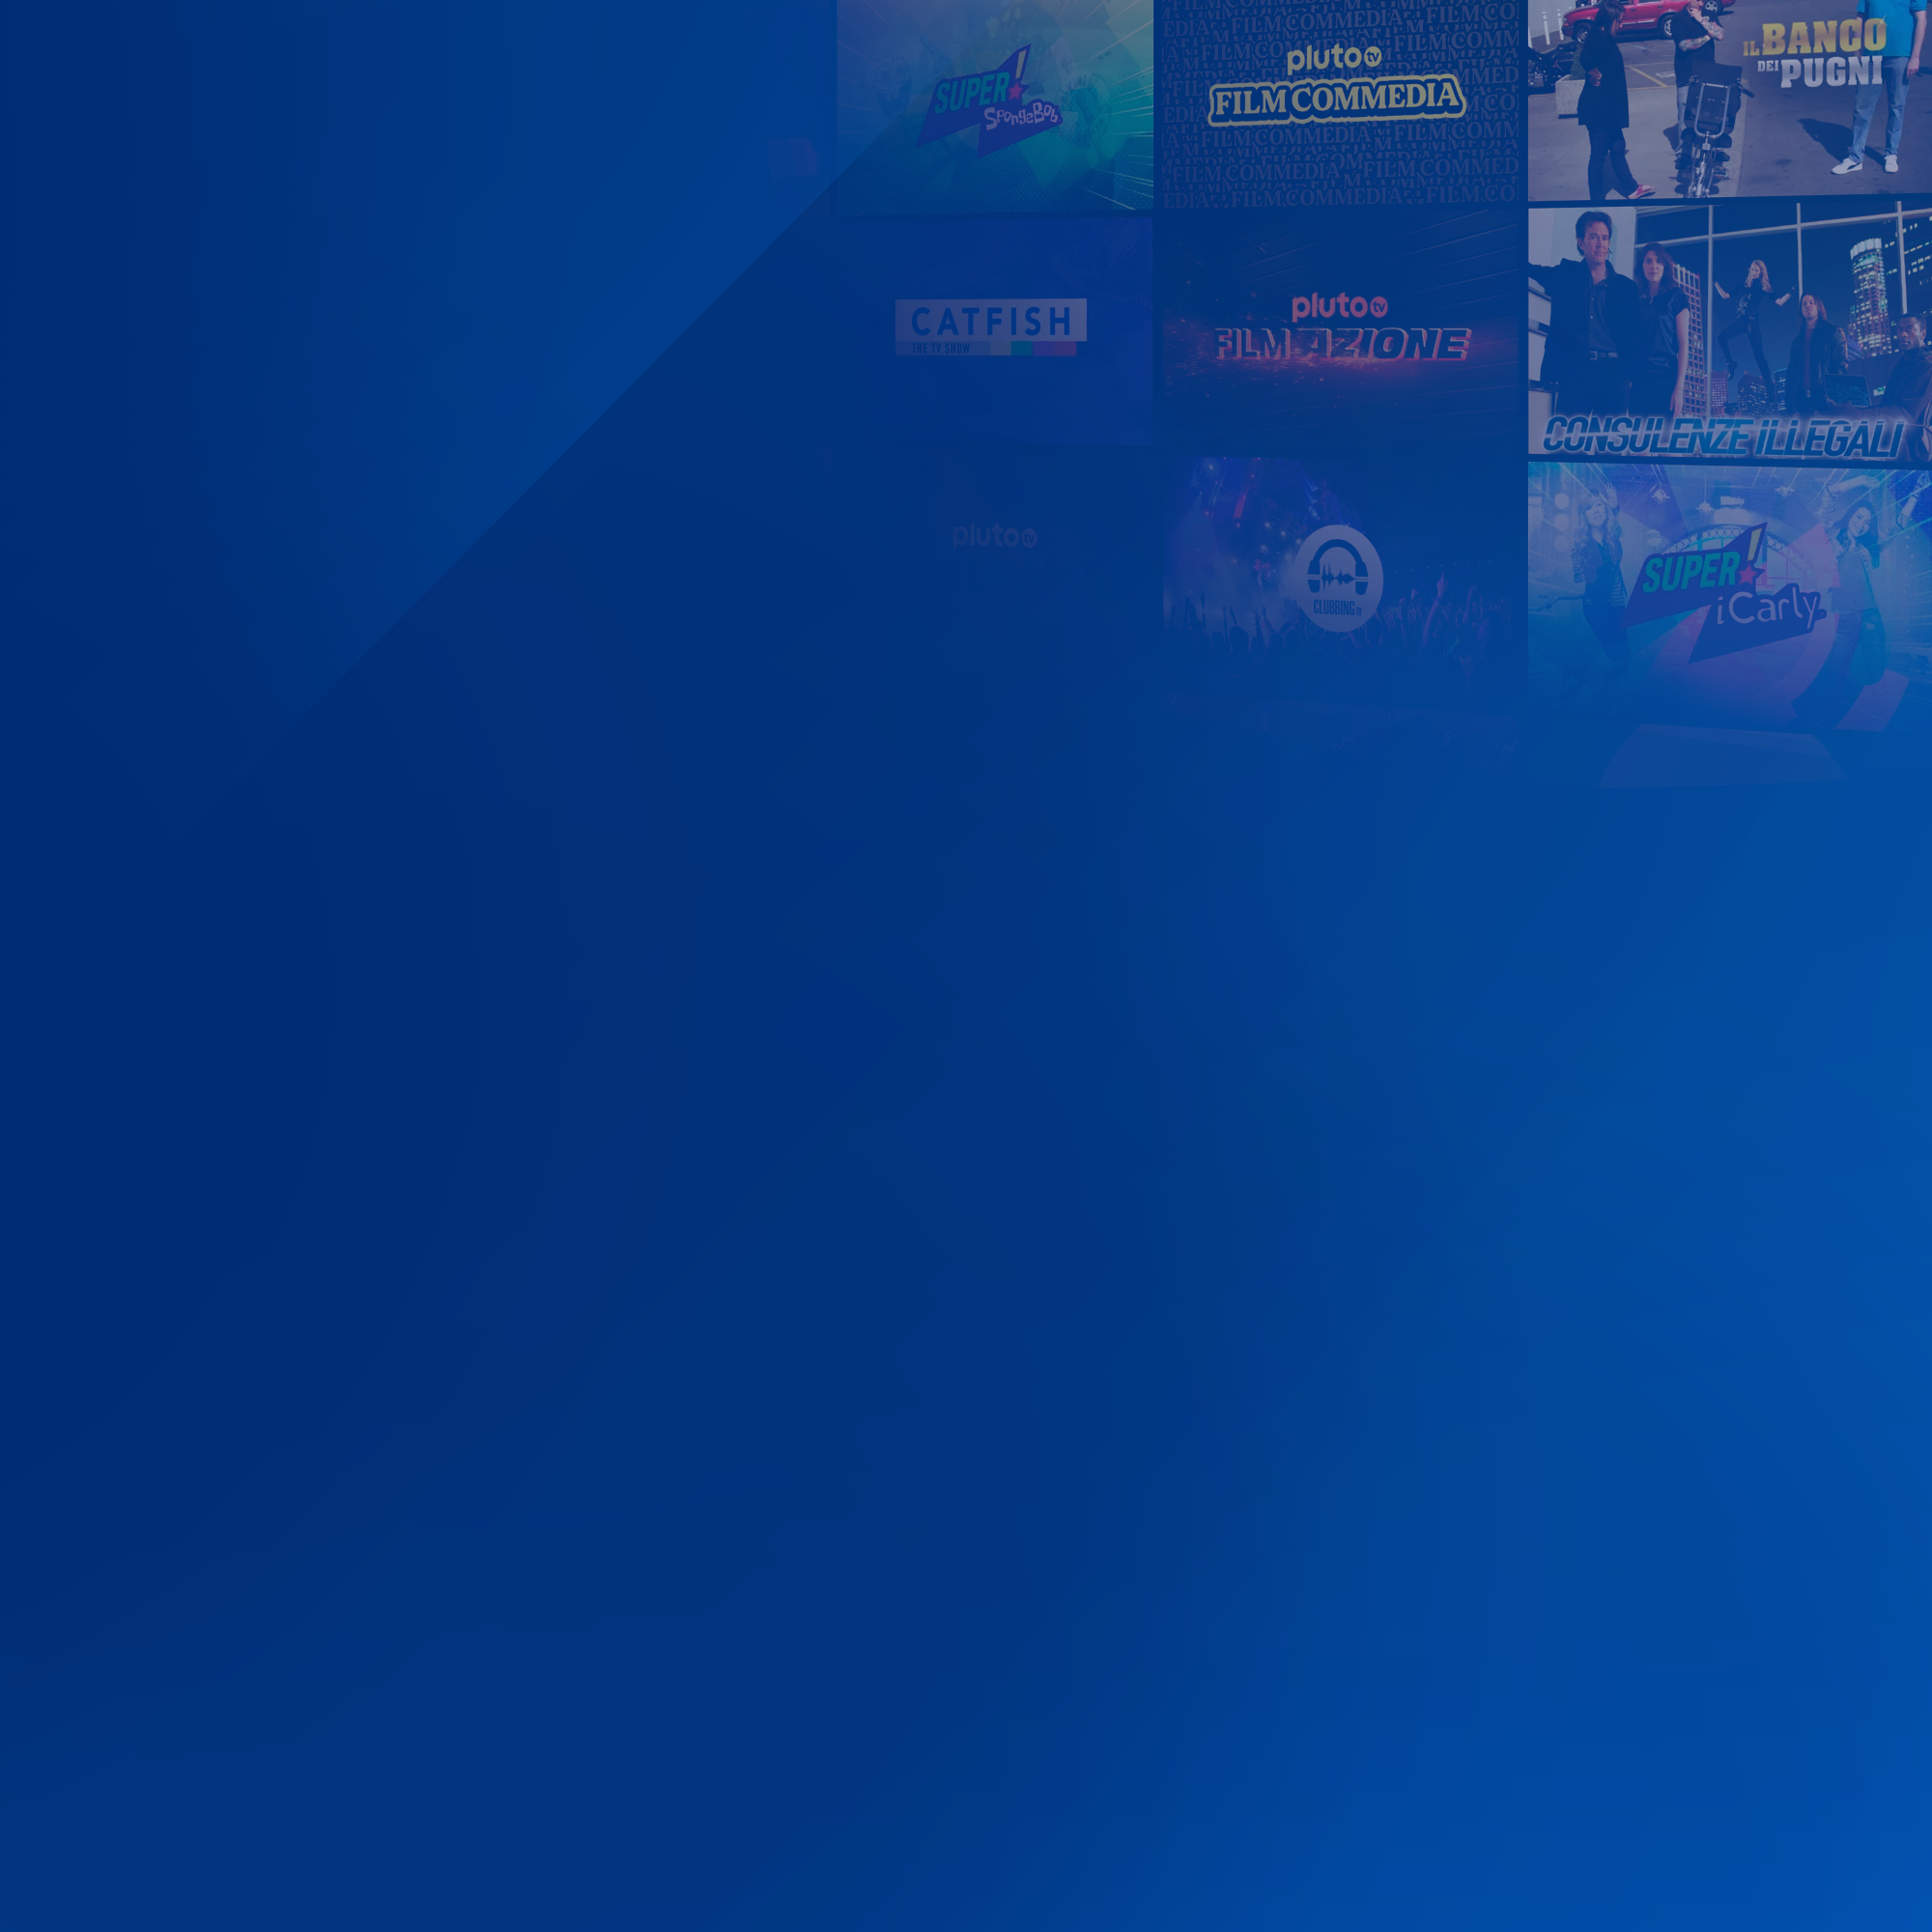 SUPER!
SpongeBob
pluto tv
FILM COMMEDIA
IL BANCO
DEI PUGNI
CATFISH
THE TV SHOW
pluto tv
FILM AZIONE
CONSULENZE ILLEGALI
pluto tv
CLUBBING TV
SUPER!
iCarly